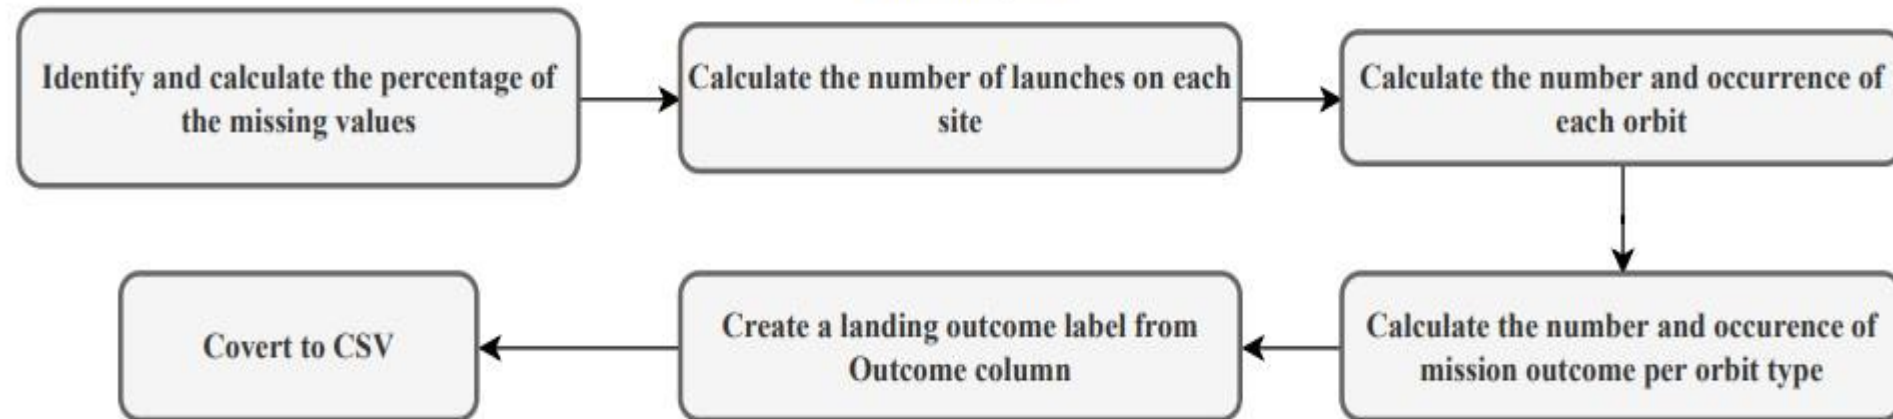 Identify and calculate the percentage of
the missing values
Calculate the number of launches on each
site
Calculate the number and occurrence of
each orbit
Calculate the number and occurence of
mission outcome per orbit type
Create a landing outcome label from
Outcome column
Covert to CSV